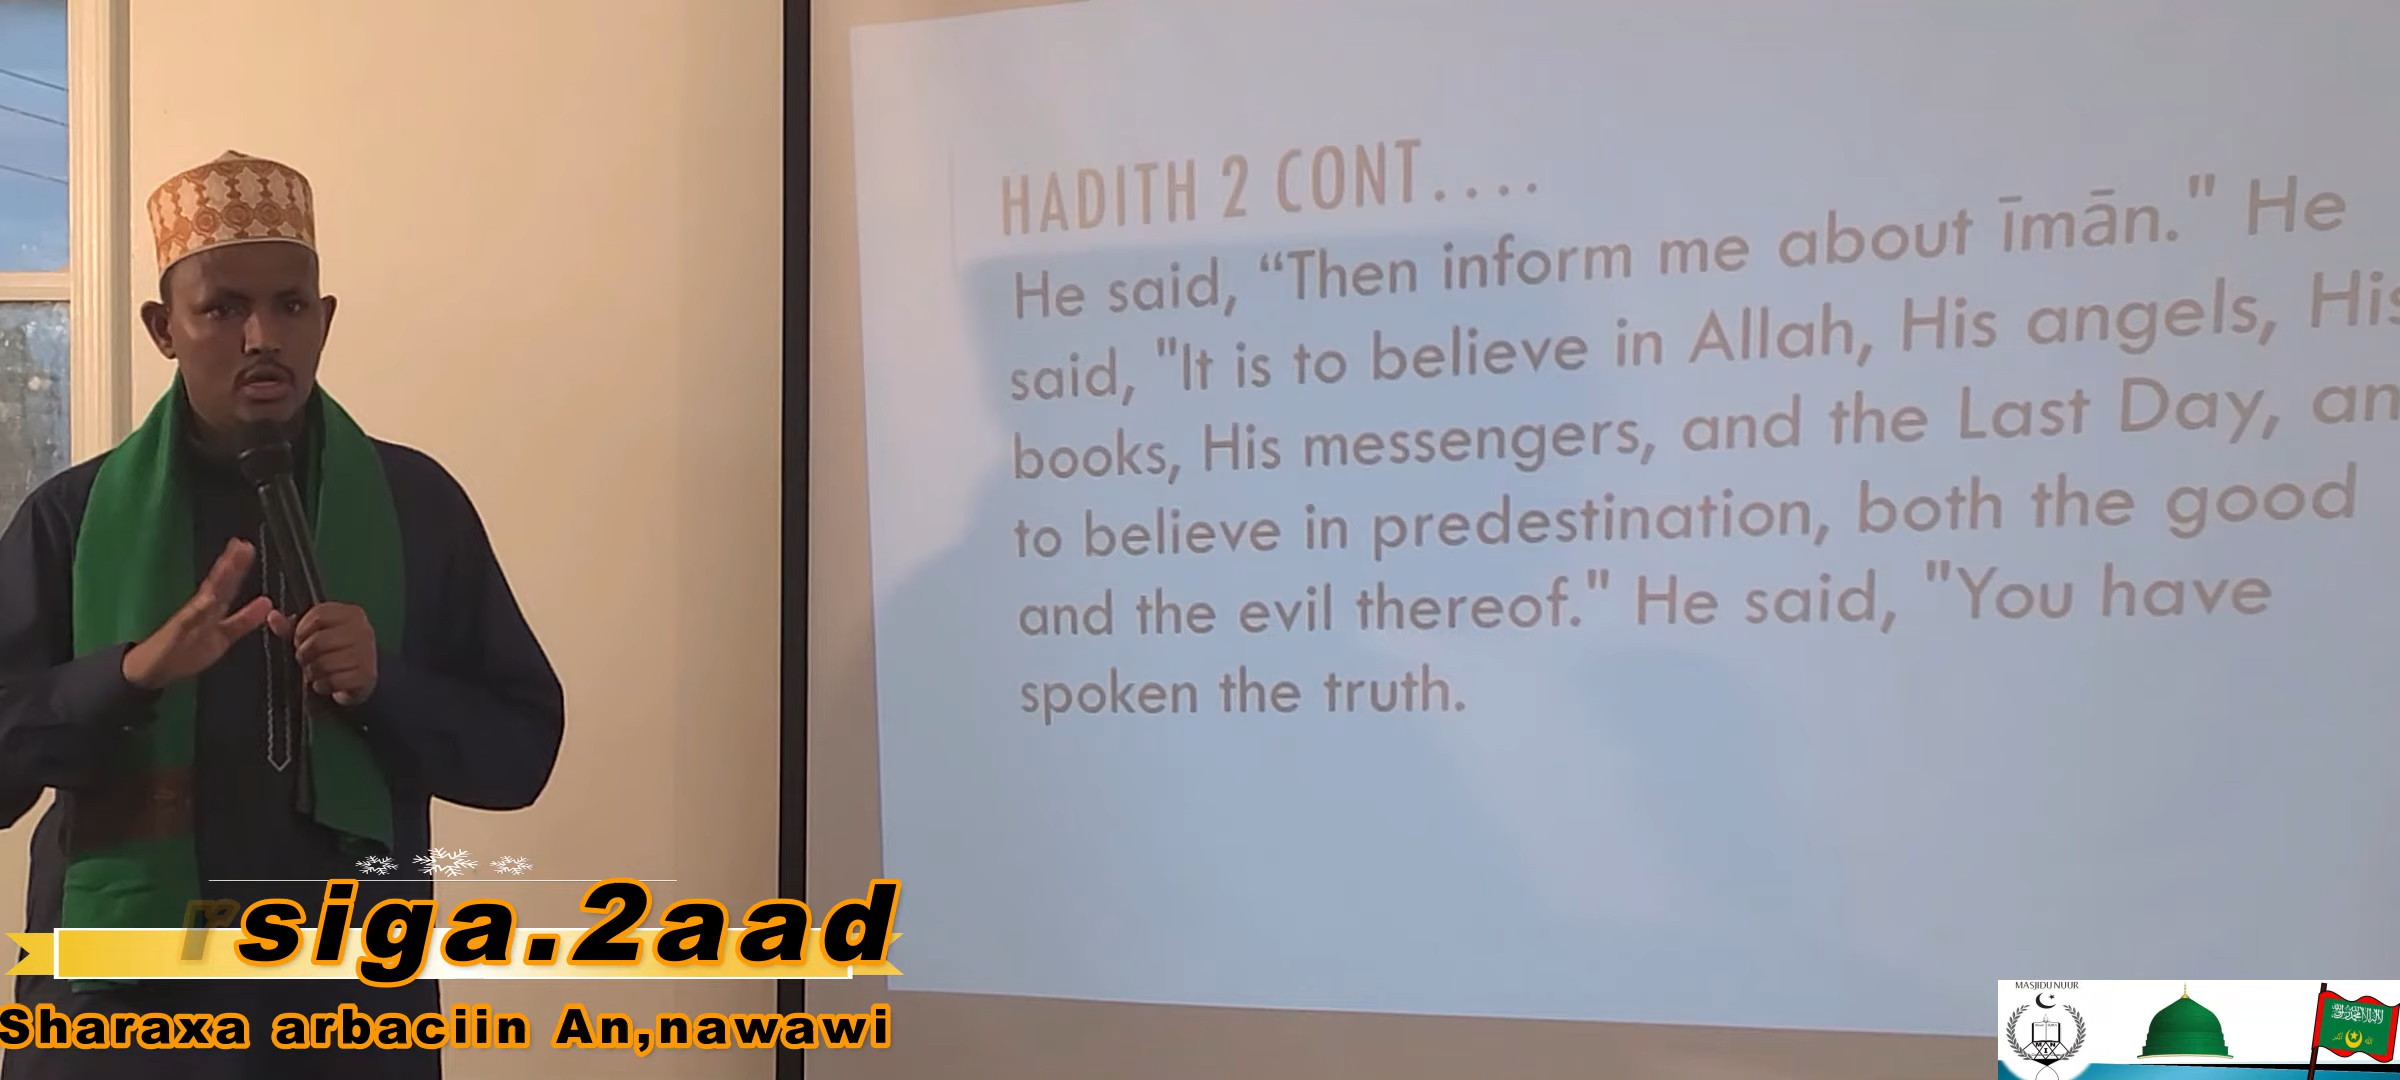 HADITH 2 CONT....
He said, “Then inform me about īmān." He
said, "It is to believe in Allah, His angels, His
books, His messengers, and the Last Day, an
to believe in predestination, both the good
and the evil thereof." He said, "You have
spoken the truth.
rsiga.2aad
Sharaxa arbaciin An,nawawi
MASJIDU NUUR